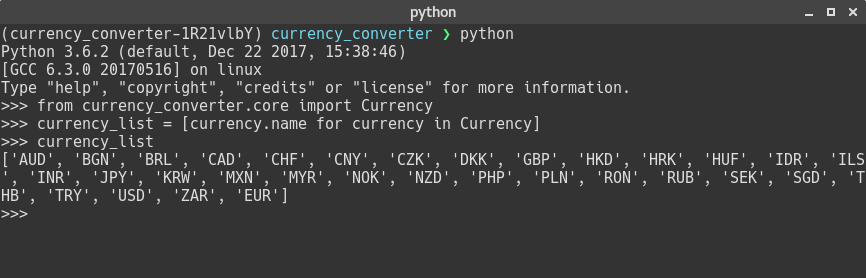 python
(currency_converter-1R21vlbY) currency_converter ❯ python
Python 3.6.2 (default, Dec 22 2017, 15:38:46)
[GCC 6.3.0 20170516] on linux
Type "help", "copyright", "credits" or "license" for more information.
>>> from currency_converter.core import Currency
>>> currency_list = [currency.name for currency in Currency]
>>> currency_list
['AUD', 'BGN', 'BRL', 'CAD', 'CHF', 'CNY', 'CZK', 'DKK', 'GBP', 'HKD', 'HRK', 'HUF', 'IDR', 'ILS
', 'INR', 'JPY', 'KRW', 'MXN', 'MYR', 'NOK', 'NZD', 'PHP', 'PLN', 'RON', 'RUB', 'SEK', 'SGD', 'T
HB', 'TRY', 'USD', 'ZAR', 'EUR']
>>>